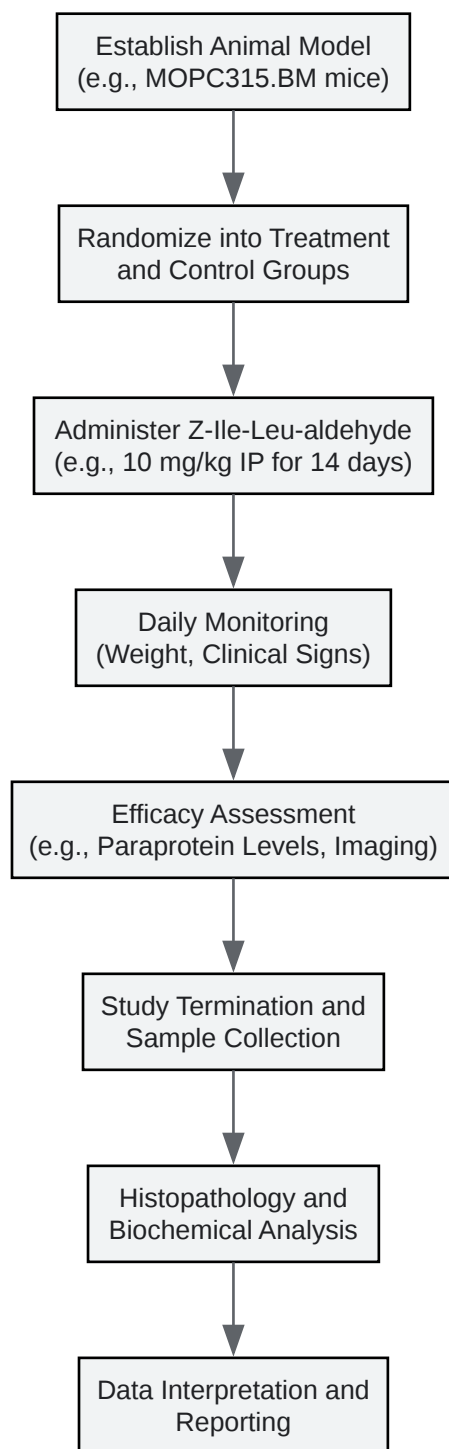 Establish Animal Model
(e.g., MOPC315.BM mice)
Randomize into Treatment
and Control Groups
Administer Z-Ile-Leu-aldehyde
(e.g., 10 mg/kg IP for 14 days)
Daily Monitoring
(Weight, Clinical Signs)
Efficacy Assessment
(e.g., Paraprotein Levels, Imaging)
Study Termination and
Sample Collection
Histopathology and
Biochemical Analysis
Data Interpretation and
Reporting